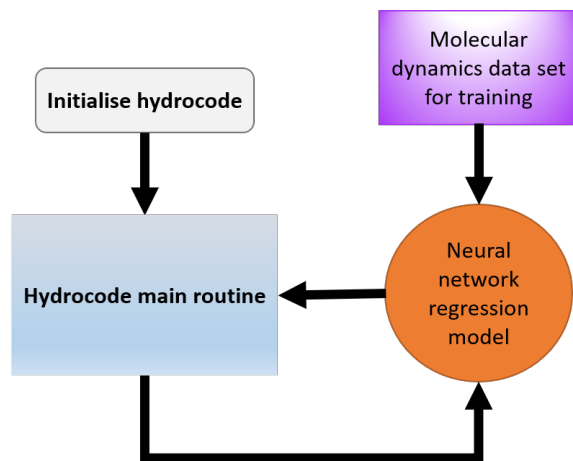 Initialise hydrocode
Molecular
dynamics data set
for training
Hydrocode main routine
Neural
network
regression
model